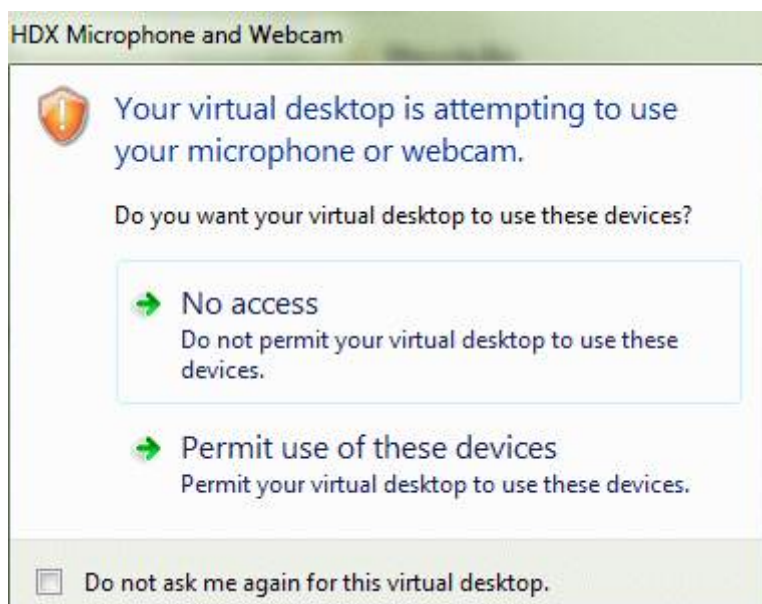 HDX Microphone and Webcam
Your virtual desktop is attempting to use
your microphone or webcam.
Do you want your virtual desktop to use these devices?
No access
Do not permit your virtual desktop to use these
devices.
Permit use of these devices
Permit your virtual desktop to use these devices.
Do not ask me again for this virtual desktop.